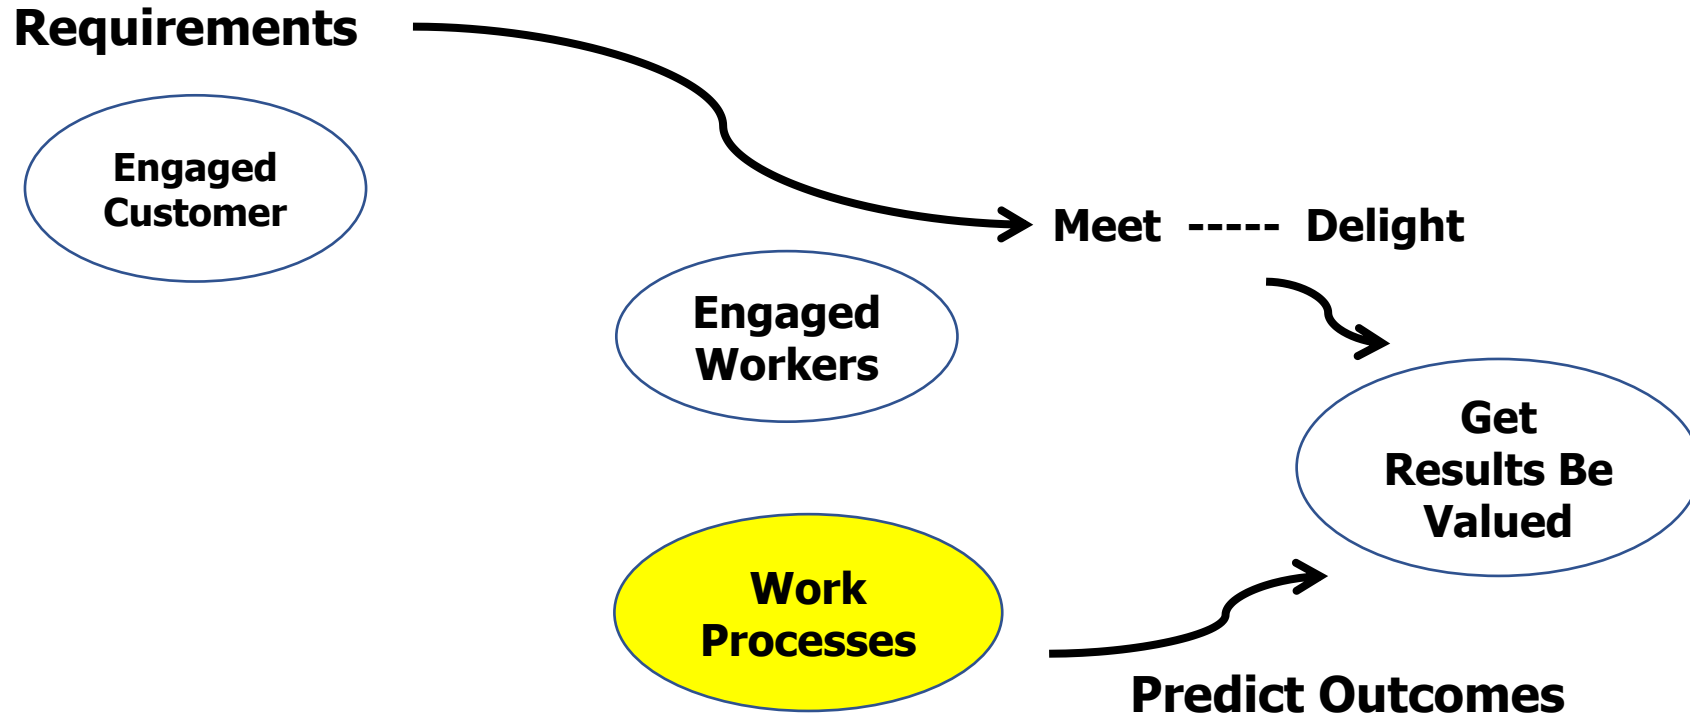 Requirements
Engaged
Customer
Meet ----- Delight
Engaged
Workers
Get
Results Be
Valued
Work
Processes
Predict Outcomes